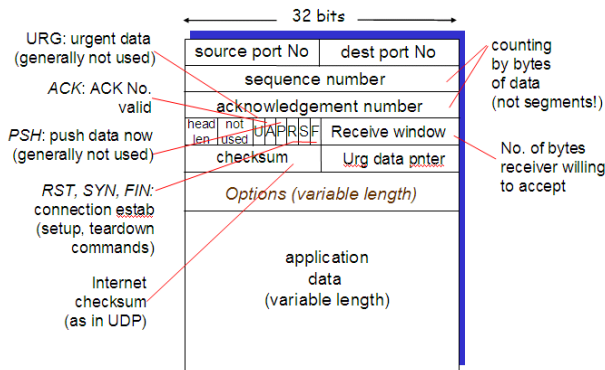 32 bits
URG: urgent data
(generally not used)
ACK: ACK No.
valid
PSH: push data now
(generally not used)
RST, SYN, FIN:
connection estab
(setup, teardown
commands)
Internet
checksum
(as in UDP)
source port No dest port No
sequence number
acknowledgement number
head
len
not
used
U A P R S F
Receive window
checksum
Urg data pnter
Options (variable length)
application
data
(variable length)
counting
by bytes
of data
(not segments!)
No. of bytes
receiver willing
to accept